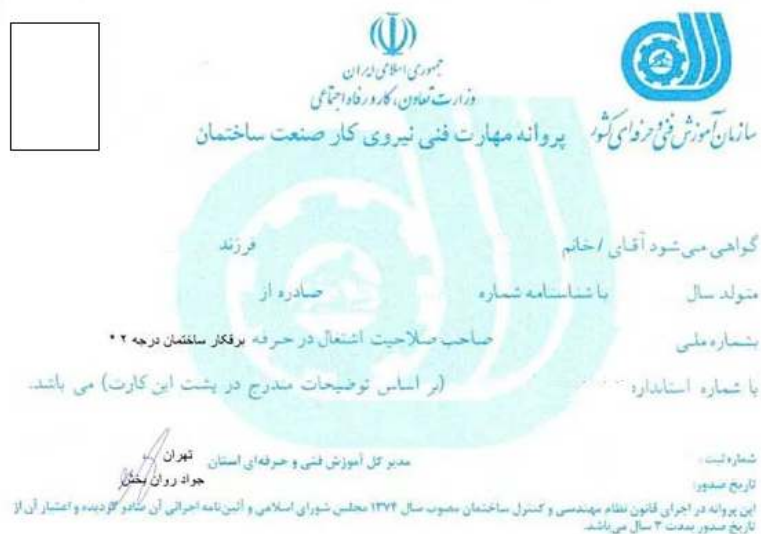 جمهوری اسلامی ایران
وزارت تعاون، کار و رفاه اجتماعی
سازمان آموزش فنی و حرفه‌ای کشور
پروانه مهارت فنی نیروی کار صنعت ساختمان
گواهی می‌شود آقای / خانم فرزند
متولد سال با شناسنامه شماره صادره از
بشماره ملی صاحب صلاحیت اشتغال در حرفه برقکار ساختمان درجه ۲ *
با شماره استاندارد (بر اساس توضیحات مندرج در پشت این کارت) می باشد.
شماره ثبت:
مدیر کل آموزش فنی و حرفه‌ای استان تهران
تاریخ صدور:
جواد روان بخش
این پروانه در اجرای قانون نظام مهندسی و کنترل ساختمان مصوب سال ۱۳۷۴ مجلس شورای اسلامی و آئین نامه اجرائی آن صادر گردیده و اعتبار آن از
تاریخ صدور بمدت ۳ سال می‌باشد.